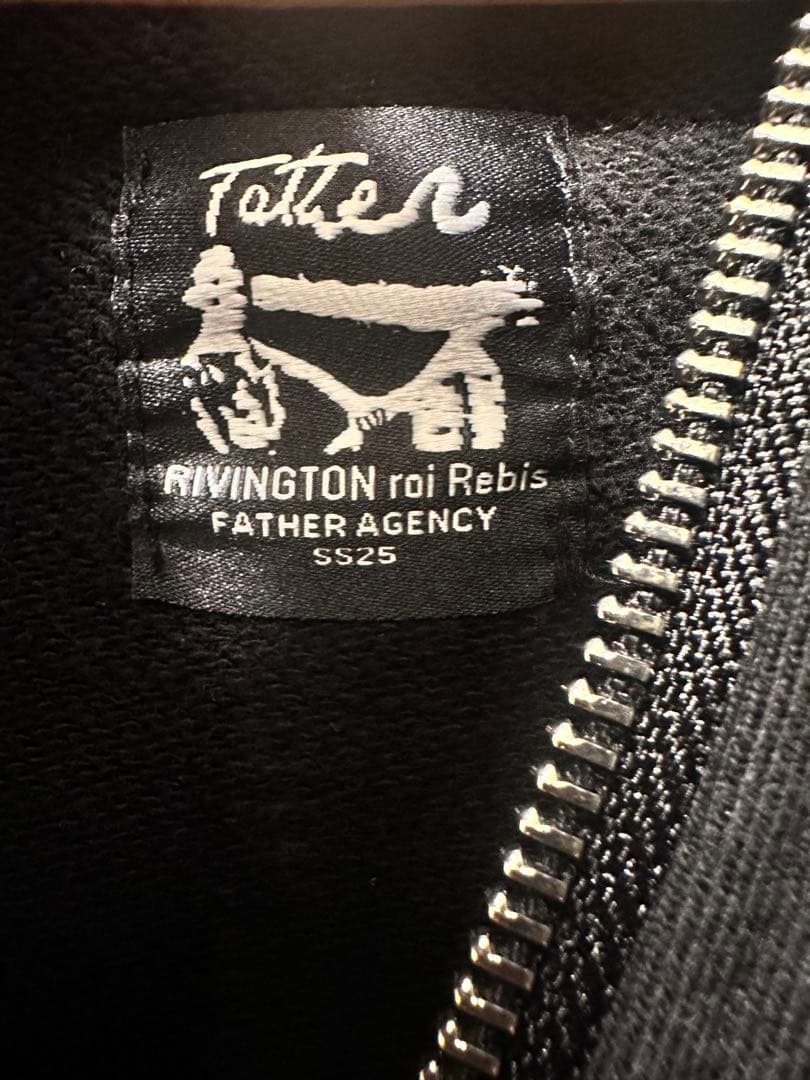 Father
RIVINGTON roi Rebis
FATHER AGENCY
SS25